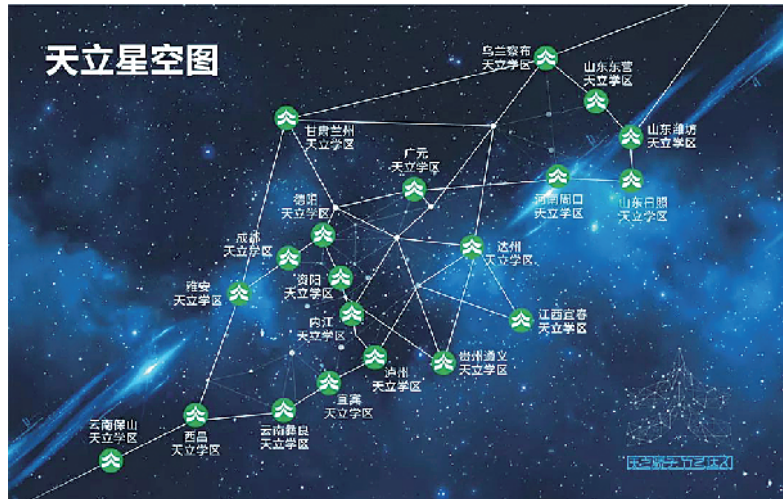 天立星空图
乌兰察布
天立学区
山东东营
天立学区
甘肃兰州
天立学区
山东潍坊
天立学区
广元
天立学区
德阳
天立学区
河南周口
天立学区
山东日照
天立学区
成都
天立学区
达州
天立学区
资阳
天立学区
雅安
天立学区
内江
天立学区
江西宜春
天立学区
泸州
天立学区
贵州遵义
天立学区
宜宾
天立学区
云南保山
天立学区
西昌
天立学区
云南彝良
天立学区